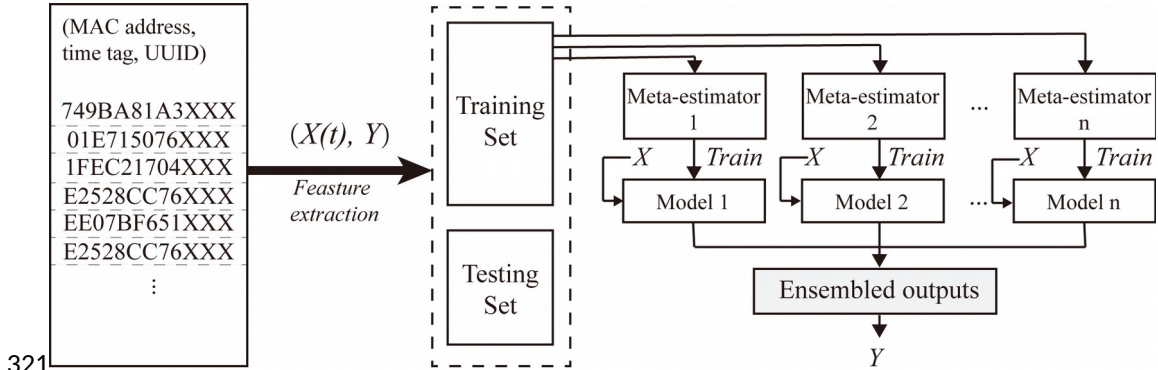 (MAC address,
time tag, UUID)
749BA81A3XXX
01E715076XXX
1FEC21704XXX
E2528CC76XXX
EE07BF651XXX
E2528CC76XXX
⋮
(X(t), Y)
Feasture
extraction
Training
Set
Testing
Set
Meta-estimator
1
Meta-estimator
2
...
Meta-estimator
n
X Train
X Train
X Train
Model 1
Model 2
...
Model n
Ensembled outputs
Y
321